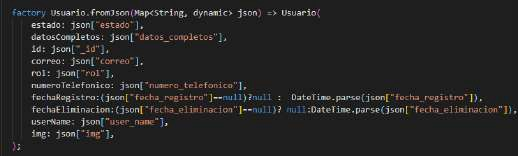 factory Usuario.fromJson(Map<String, dynamic> json) => Usuario(
estado: json["estado"],
datosCompletos: json["datos_completos"],
id: json["_id"],
correo: json["correo"],
rol: json["rol"],
numeroTelefonico: json["numero_telefonico"],
fechaRegistro:(json["fecha_registro"]==null)?null :  DateTime.parse(json["fecha_registro"]),
fechaEliminacion:(json["fecha_eliminacion"]==null)? null:DateTime.parse(json["fecha_eliminacion"]),
userName: json["user_name"],
img: json["img"],
);